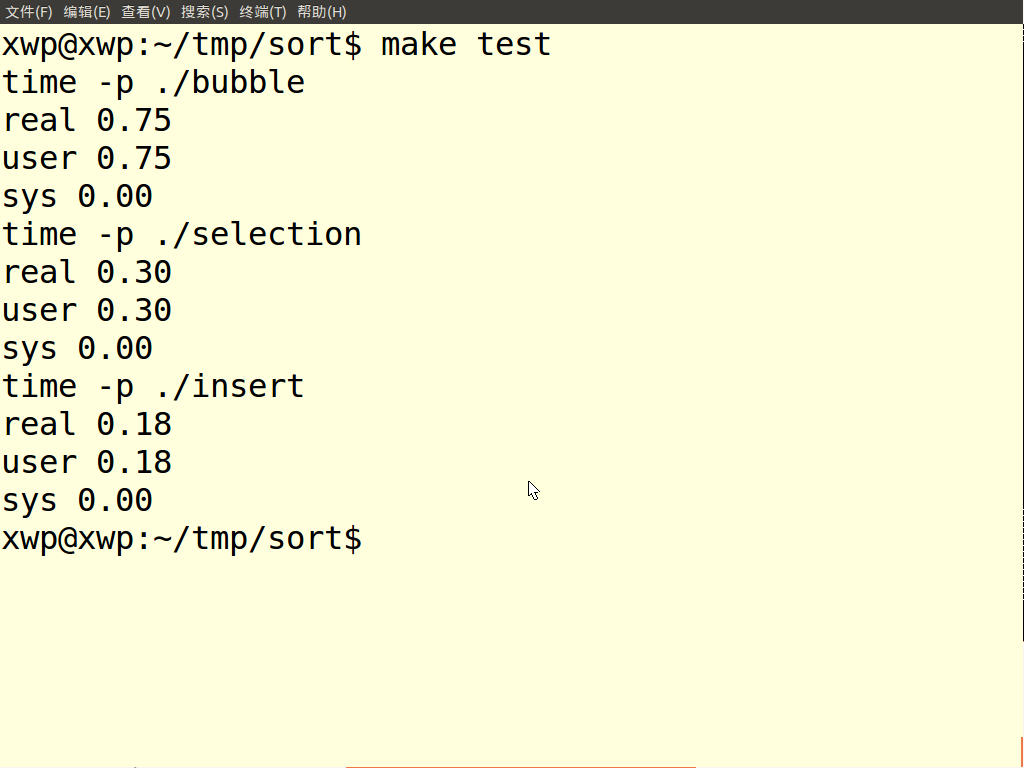 文件(F) 编辑(E) 查看(V) 搜索(S) 终端(T) 帮助(H)
xwp@xwp:~/tmp/sort$ make test
time -p ./bubble
real 0.75
user 0.75
sys 0.00
time -p ./selection
real 0.30
user 0.30
sys 0.00
time -p ./insert
real 0.18
user 0.18
sys 0.00
xwp@xwp:~/tmp/sort$